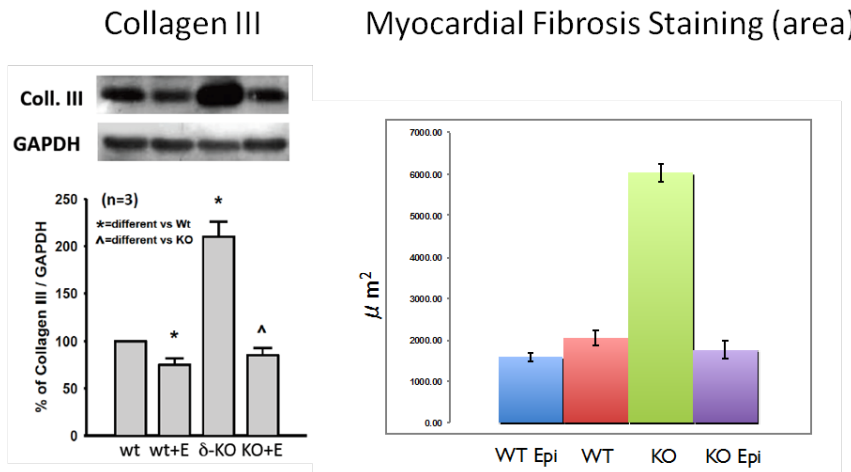 Collagen III
Myocardial Fibrosis Staining (area)
Coll. III
GAPDH
(n=3)
*=different vs Wt
^=different vs KO
% of Collagen III / GAPDH
250
200
150
100
50
0
*
*
^
wt wt+E δ-KO KO+E
μ m²
7000.00
6000.00
5000.00
4000.00
3000.00
2000.00
1000.00
0.00
WT Epi WT KO KO Epi